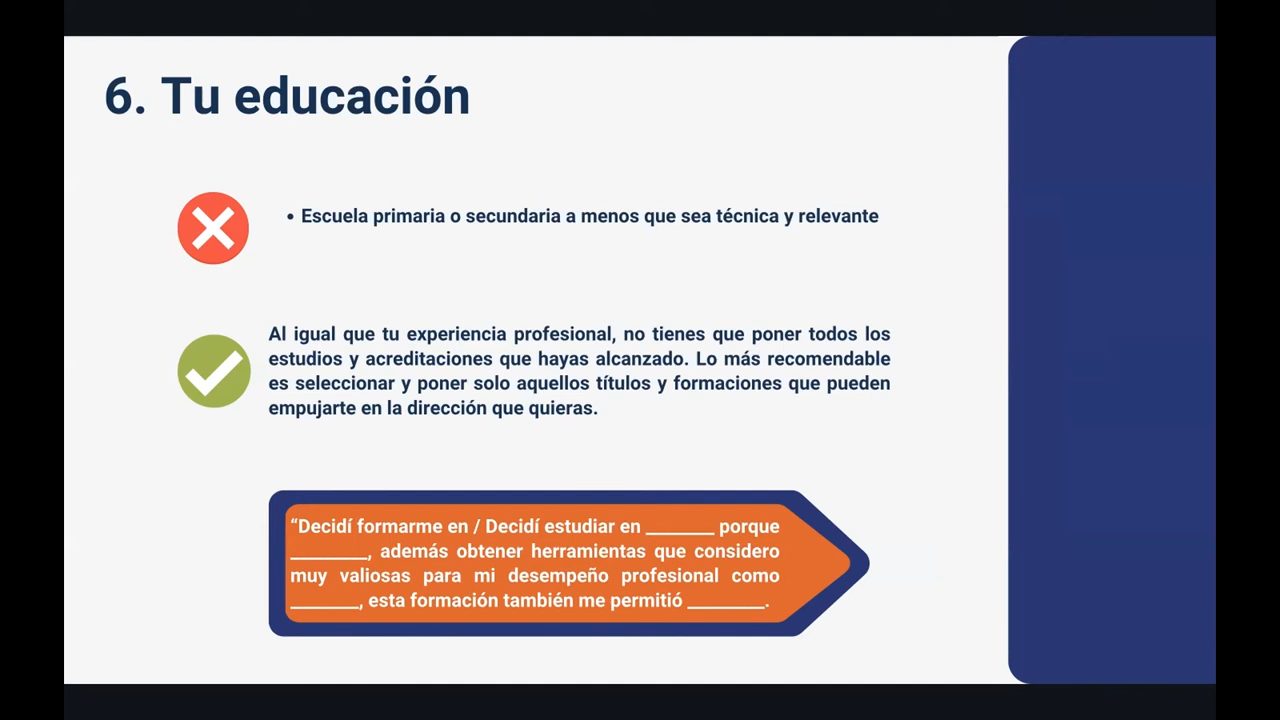 6. Tu educación
• Escuela primaria o secundaria a menos que sea técnica y relevante
Al igual que tu experiencia profesional, no tienes que poner todos los
estudios y acreditaciones que hayas alcanzado. Lo más recomendable
es seleccionar y poner solo aquellos títulos y formaciones que pueden
empujarte en la dirección que quieras.
“Decidí formarme en / Decidí estudiar en _______ porque
________, además obtener herramientas que considero
muy valiosas para mi desempeño profesional como
_______, esta formación también me permitió ________.